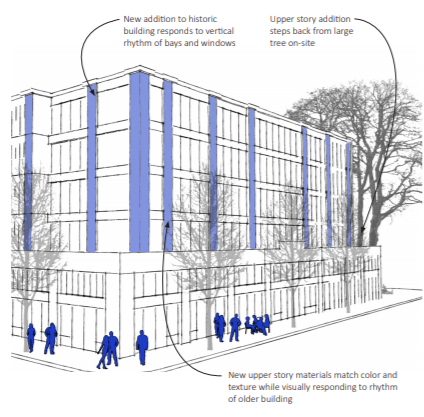 New addition to historic
building responds to vertical
rhythm of bays and windows
Upper story addition
steps back from large
tree on-site
New upper story materials match color and
texture while visually responding to rhythm
of older building